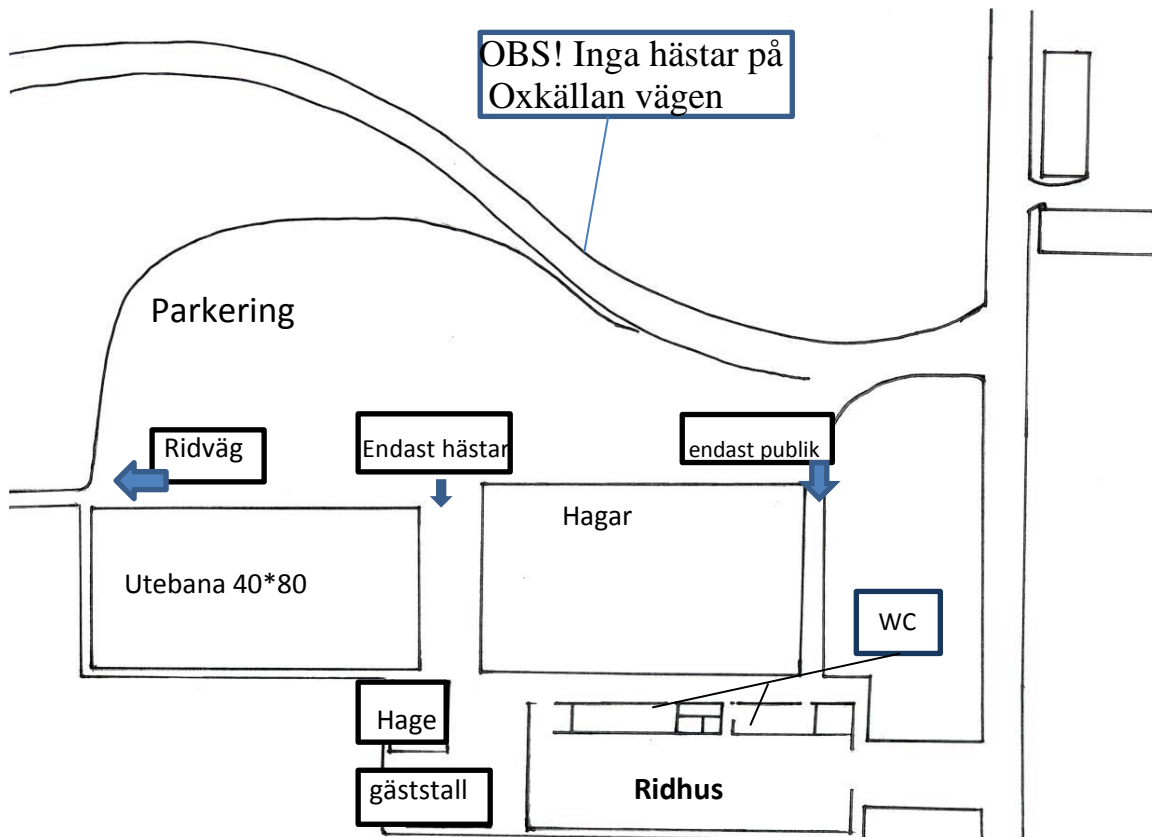 OBS! Inga hästar på
Oxkällan vägen
Parkering
Ridväg
Endast hästar
endast publik
Hagar
Utebana 40*80
WC
Hage
gäststall
Ridhus